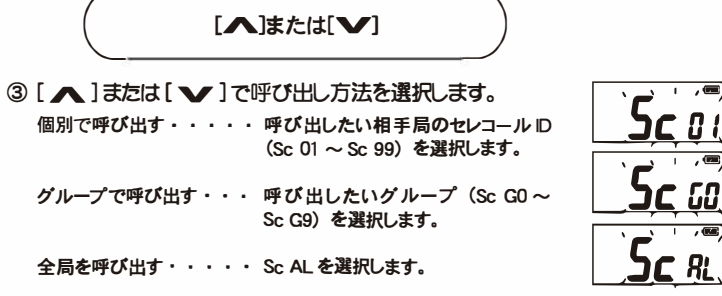 [∧]または[∨]
③ [ ∧ ] または [ ∨ ] で呼び出し方法を選択します。
個別で呼び出す・・・・・ 呼び出したい相手局のセレコールID
(Sc 01 ～ Sc 99) を選択します。
Sc 01
グループで呼び出す・・・ 呼び出したいグループ (Sc G0 ～
Sc G9) を選択します。
Sc G0
全局を呼び出す・・・・・ Sc AL を選択します。
Sc AL